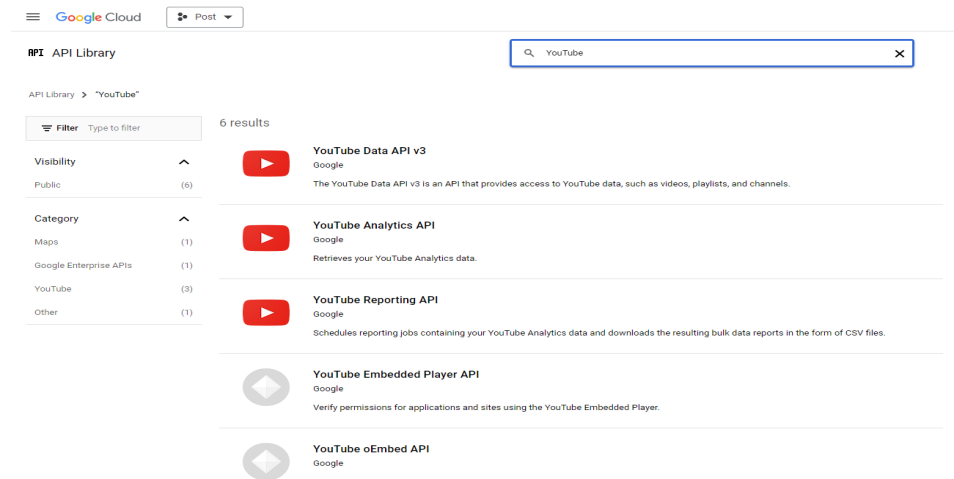 Google Cloud
Post
API API Library
YouTube
API Library > "YouTube"
Filter Type to filter
6 results
Visibility
Public (6)
Category
Maps (1)
Google Enterprise APIs (1)
YouTube (3)
Other (1)
YouTube Data API v3
Google
The YouTube Data API v3 is an API that provides access to YouTube data, such as videos, playlists, and channels.
YouTube Analytics API
Google
Retrieves your YouTube Analytics data.
YouTube Reporting API
Google
Schedules reporting jobs containing your YouTube Analytics data and downloads the resulting bulk data reports in the form of CSV files.
YouTube Embedded Player API
Google
Verify permissions for applications and sites using the YouTube Embedded Player.
YouTube oEmbed API
Google